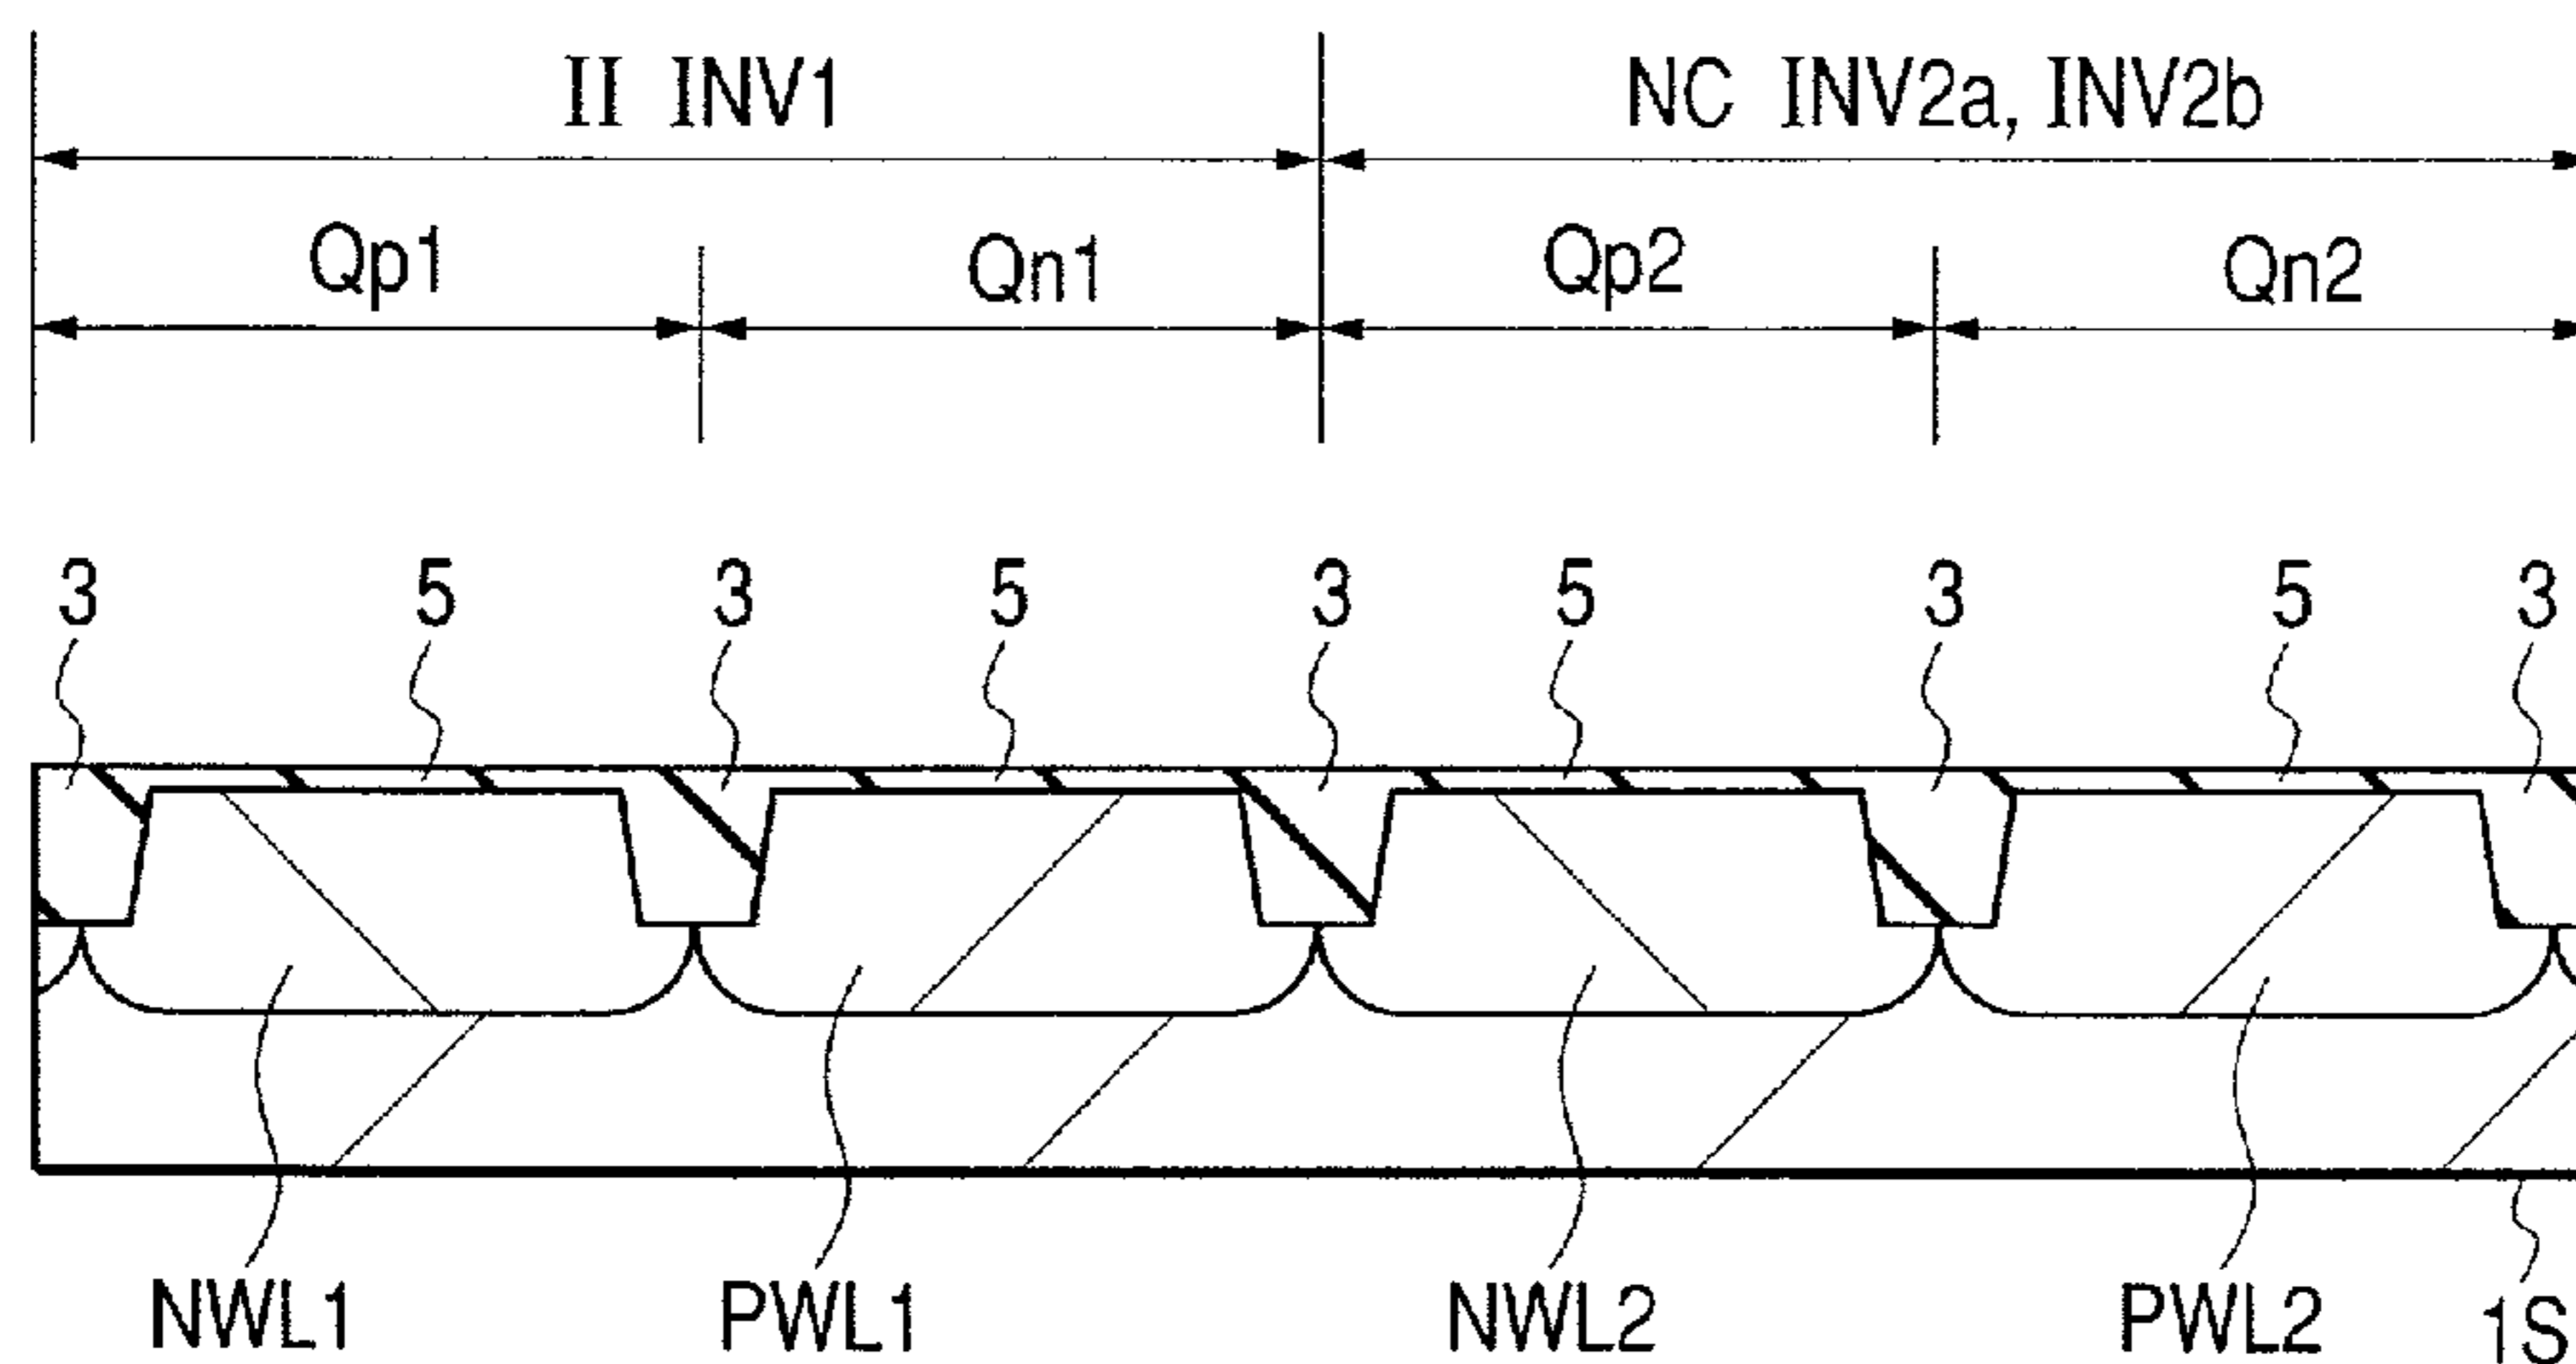 II INV1 NC INV2a, INV2b
Qp1 Qn1 Qp2 Qn2
3 5 3 5 3 5 3 5 3
NWL1 PWL1 NWL2 PWL2 1S